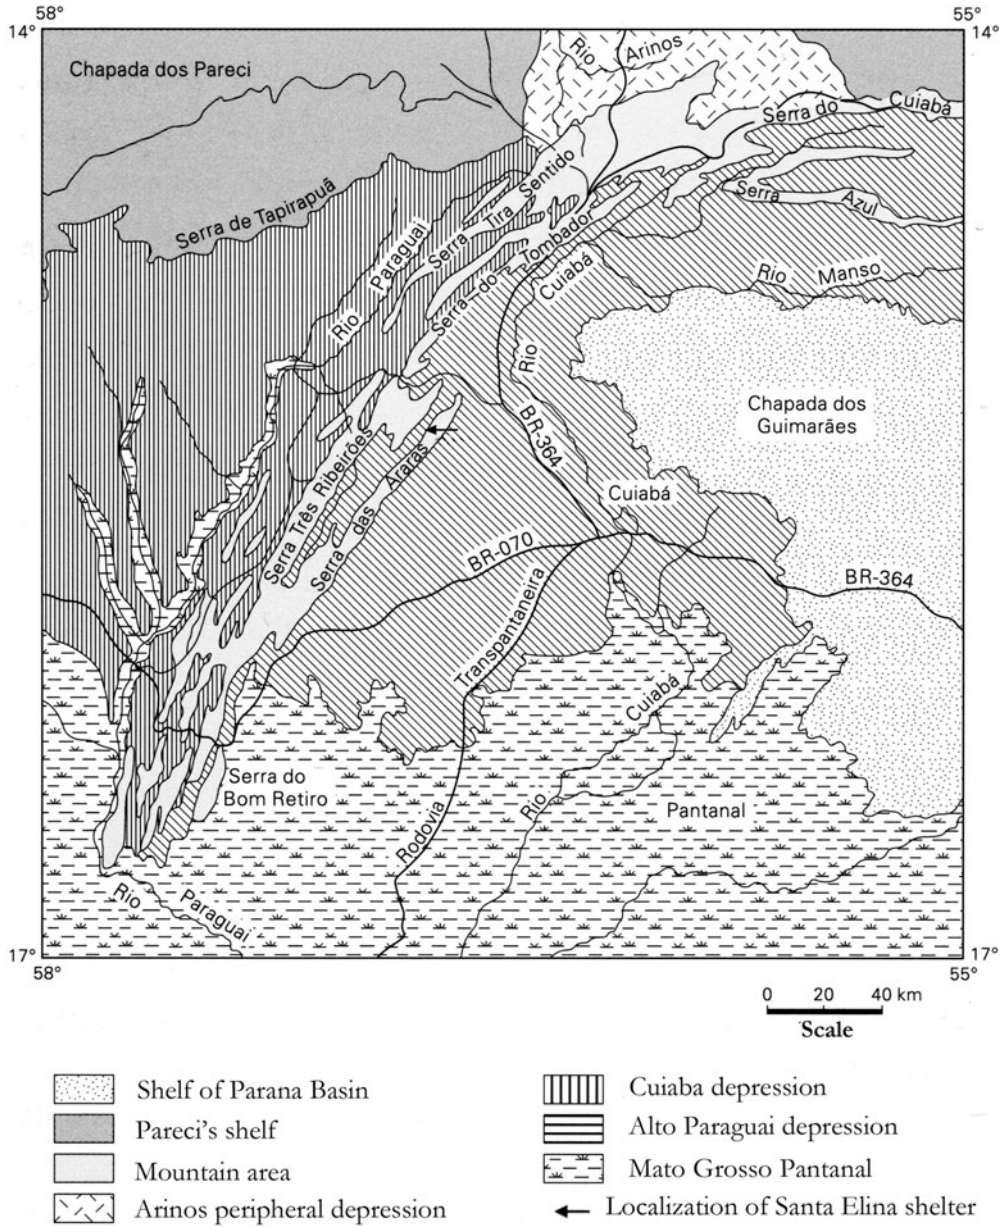 58°
55°
14°
14°
Chapada dos Pareci
Rio Arinos
Serra do Cuiabá
Serra Azul
Serra de Tapirapuã
Serra Tira Sentido
Rio Paraguai
Serra do Tombador
Rio Cuiabá
Rio Manso
Chapada dos
Guimarães
BR-364
Serra Três Ribeirões
Serra das Araras
Cuiabá
BR-070
BR-364
Rodovia Transpantaneira
Rio Cuiabá
Serra do
Bom Retiro
Pantanal
Rio Paraguai
17°
17°
58°
55°
0 20 40 km
Scale
Shelf of Parana Basin
Pareci's shelf
Mountain area
Arinos peripheral depression
Cuiaba depression
Alto Paraguai depression
Mato Grosso Pantanal
Localization of Santa Elina shelter